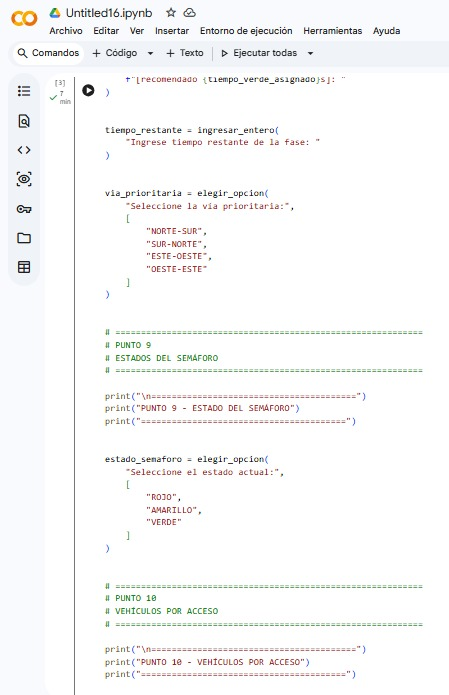 Untitled16.ipynb
Archivo Editar Ver Insertar Entorno de ejecución Herramientas Ayuda
Comandos + Código + Texto Ejecutar todas
[3]
7
min
f"[recomendado {tiempo_verde_asignado}s]: "
)
tiempo_restante = ingresar_entero(
"Ingrese tiempo restante de la fase: "
)
via_prioritaria = elegir_opcion(
"Seleccione la vía prioritaria:",
[
"NORTE-SUR",
"SUR-NORTE",
"ESTE-OESTE",
"OESTE-ESTE"
]
)
# ============================================================
# PUNTO 9
# ESTADOS DEL SEMÁFORO
# ============================================================
print("\n========================================")
print("PUNTO 9 - ESTADO DEL SEMÁFORO")
print("========================================")
estado_semaforo = elegir_opcion(
"Seleccione el estado actual:",
[
"ROJO",
"AMARILLO",
"VERDE"
]
)
# ============================================================
# PUNTO 10
# VEHÍCULOS POR ACCESO
# ============================================================
print("\n========================================")
print("PUNTO 10 - VEHÍCULOS POR ACCESO")
print("========================================")